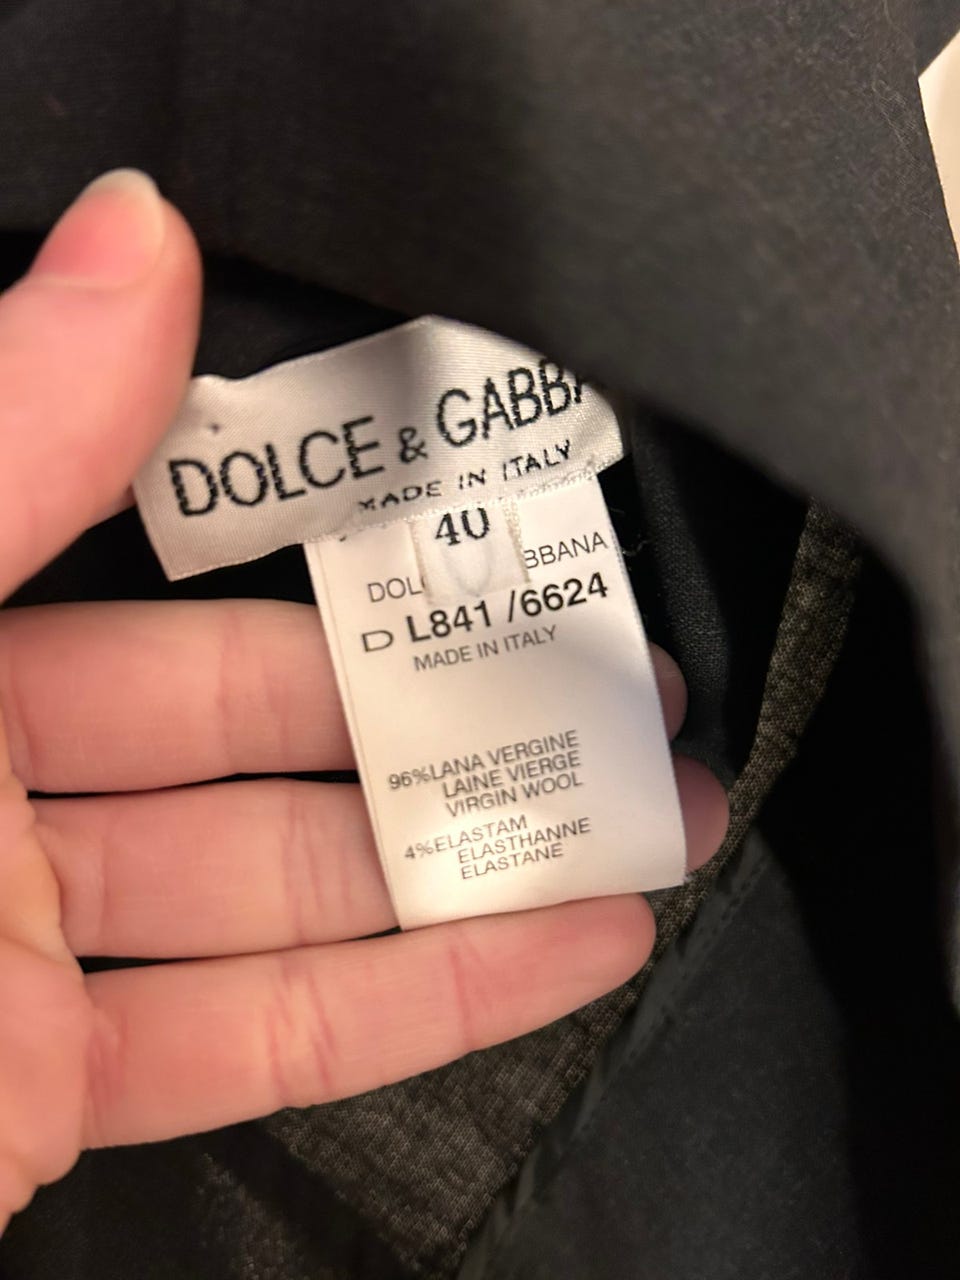 DOLCE & GABBA
MADE IN ITALY
40
DOL BBANA
D L841 /6624
MADE IN ITALY
96%LANA VERGINE
LAINE VIERGE
VIRGIN WOOL
4%ELASTAM
ELASTHANNE
ELASTANE